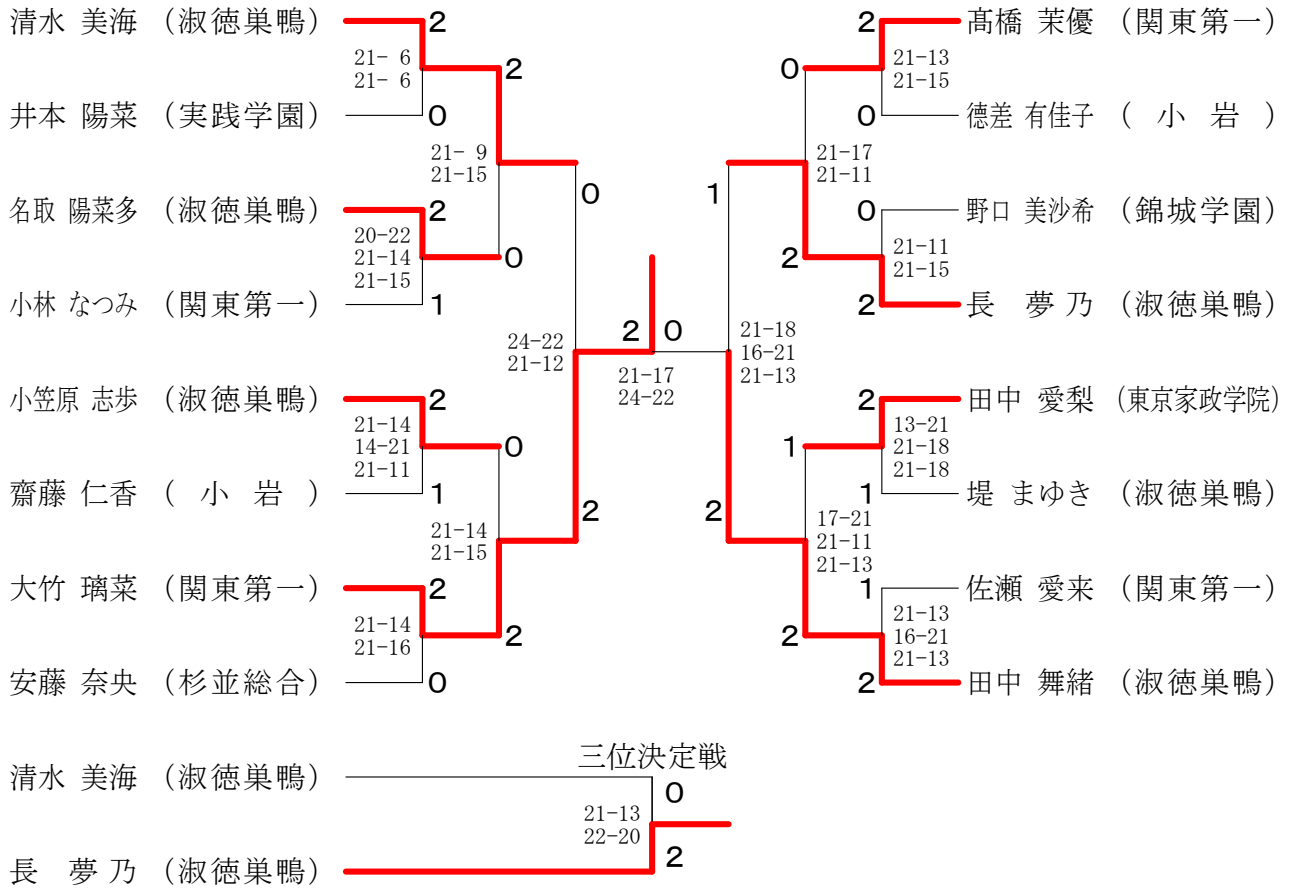 清水 美海 （淑徳巣鴨） 2
21- 6
21- 6
2
井本 陽菜 （実践学園） 0
21- 9
21-15
0
名取 陽菜多 （淑徳巣鴨） 2
20-22
21-14
21-15
0
小林 なつみ （関東第一） 1
24-22
21-12
小笠原 志歩 （淑徳巣鴨） 2
21-14
14-21
21-11
0
齋藤 仁香 （ 小 岩 ） 1
21-14
21-15
2
大竹 璃菜 （関東第一） 2
21-14
21-16
2
安藤 奈央 （杉並総合） 0
2 0
21-17
24-22
2 髙橋 茉優 （関東第一）
0
21-13
21-15
0 德差 有佳子 （ 小 岩 ）
21-17
21-11
1
0 野口 美沙希 （錦城学園）
21-11
21-15
2
2 長 夢乃 （淑徳巣鴨）
21-18
16-21
21-13
2 田中 愛梨 （東京家政学院）
13-21
21-18
21-18
1
1 堤 まゆき （淑徳巣鴨）
17-21
21-11
21-13
2
1 佐瀬 愛来 （関東第一）
21-13
16-21
21-13
2
2 田中 舞緒 （淑徳巣鴨）
三位決定戦
清水 美海 （淑徳巣鴨）
0
21-13
22-20
2
長 夢乃 （淑徳巣鴨）